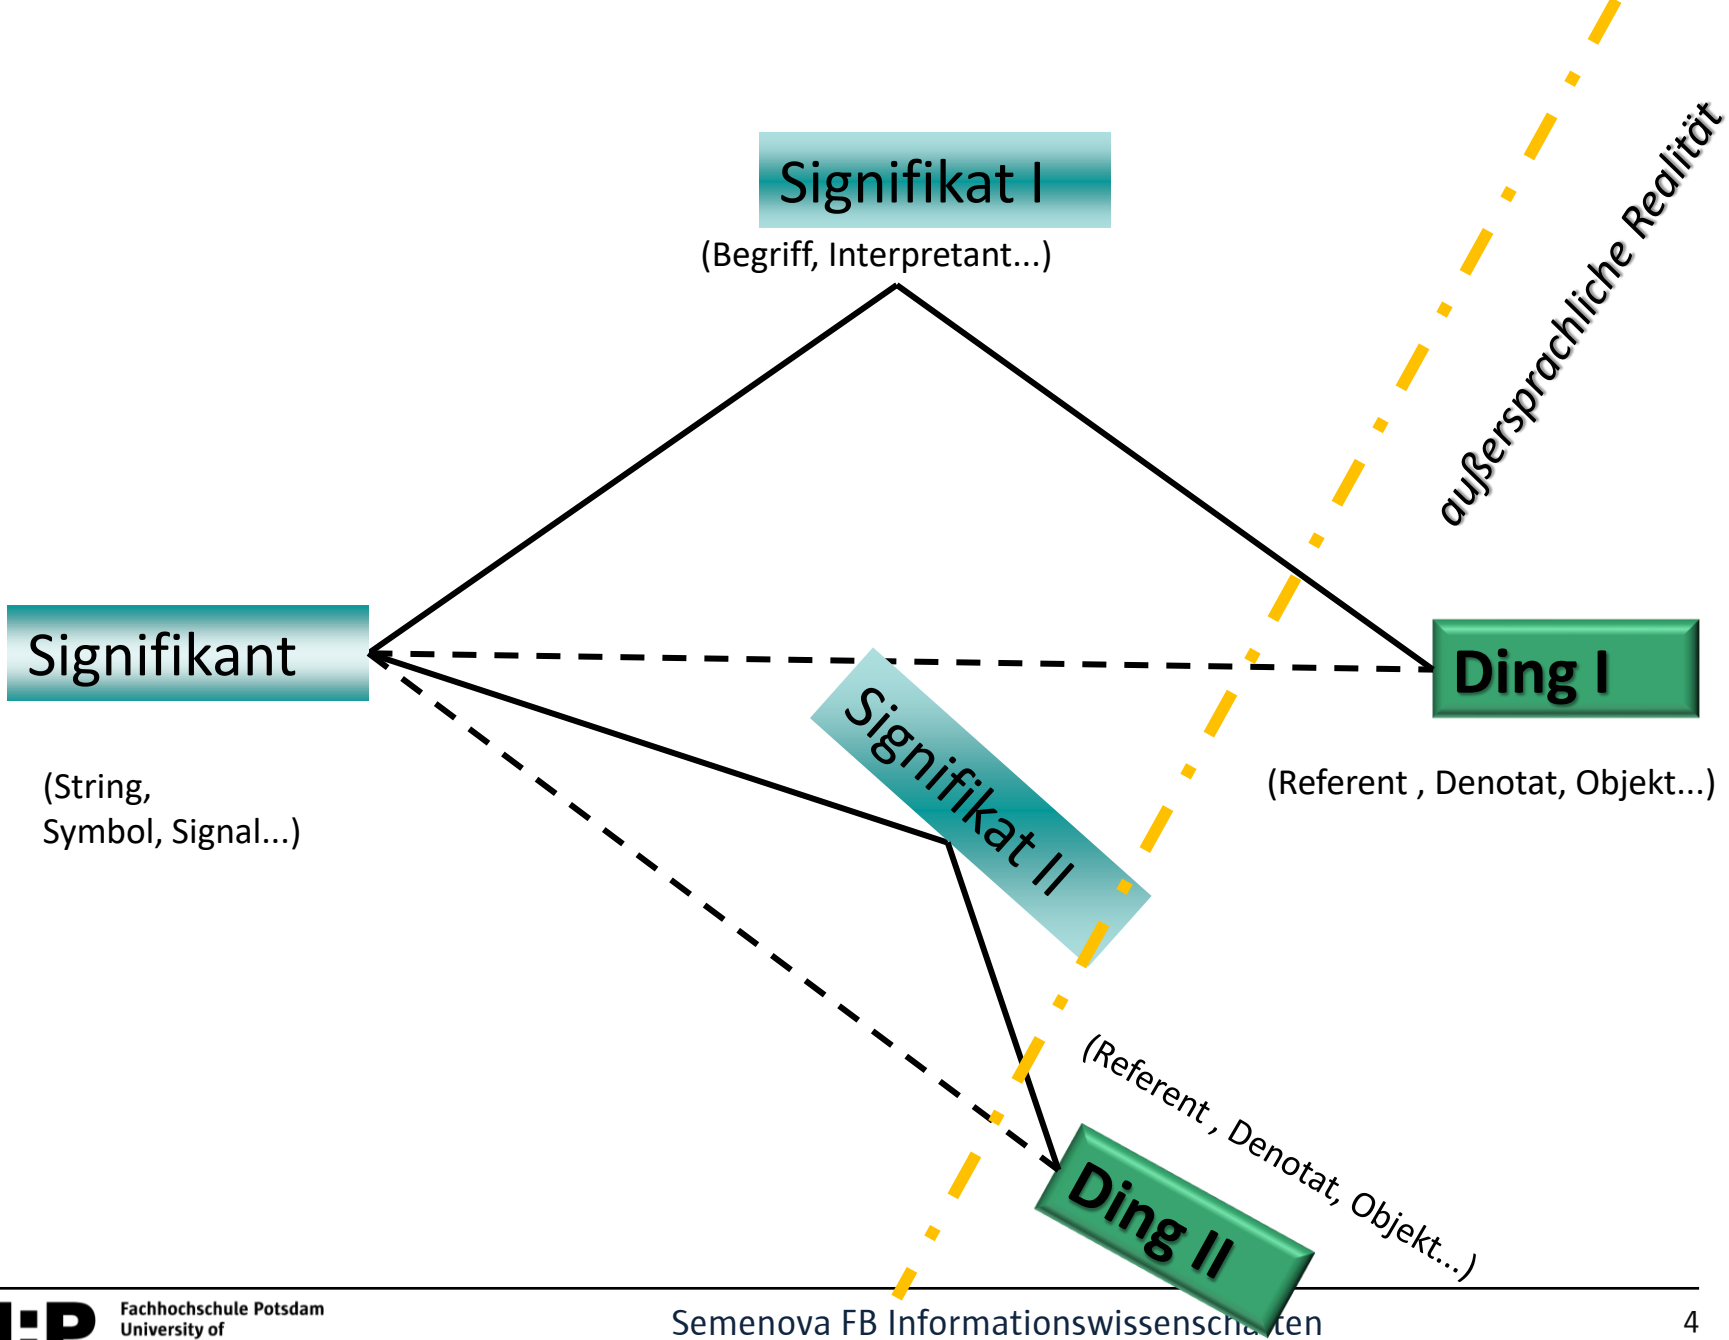 außersprachliche Realität
Signifikat I
(Begriff, Interpretant...)
Signifikant
(String,
Symbol, Signal...)
Ding I
(Referent , Denotat, Objekt...)
Signifikat II
(Referent , Denotat, Objekt...)
Ding II
Fachhochschule Potsdam
University of
Semenova FB Informationswissenschaften
4